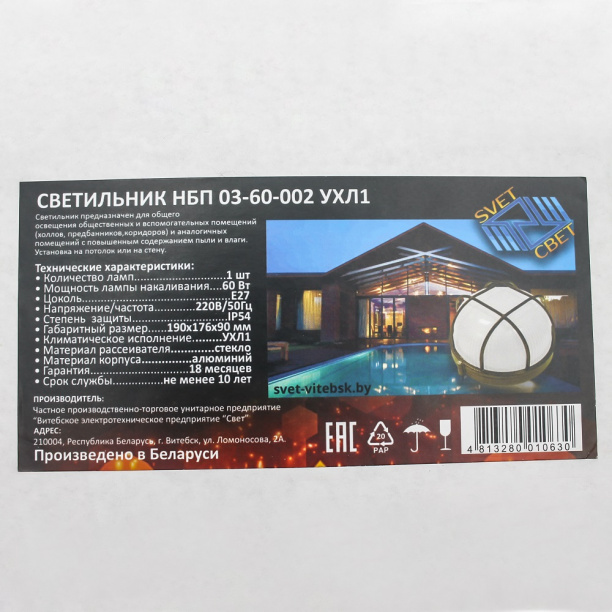 СВЕТИЛЬНИК НБП 03-60-002 УХЛ1
Светильник предназначен для общего
освещения общественных и вспомогательных помещений
(холлов, предбанников,коридоров) и аналогичных
помещений с повышенным содержанием пыли и влаги.
Установка на потолок или на стену.
SVET
СВЕТ
Технические характеристики:
• Количество ламп........................1 шт
• Мощность лампы накаливания....60 Вт
• Цоколь.................................E27
• Напряжение/частота.........220В/50Гц
• Степень защиты.....................IP54
• Габаритный размер....190x176x90 мм
• Климатическое исполнение........УХЛ1
• Материал рассеивателя..........стекло
• Материал корпуса............алюминий
• Гарантия....................18 месяцев
• Срок службы..........не менее 10 лет
svet-vitebsk.by
ПРОИЗВОДИТЕЛЬ:
Частное производственно-торговое унитарное предприятие
"Витебское электротехническое предприятие "Свет"
АДРЕС:
210004, Республика Беларусь, г. Витебск, ул. Ломоносова, 2А.
Произведено в Беларуси
EAC
20
PAP
4 813280 010630